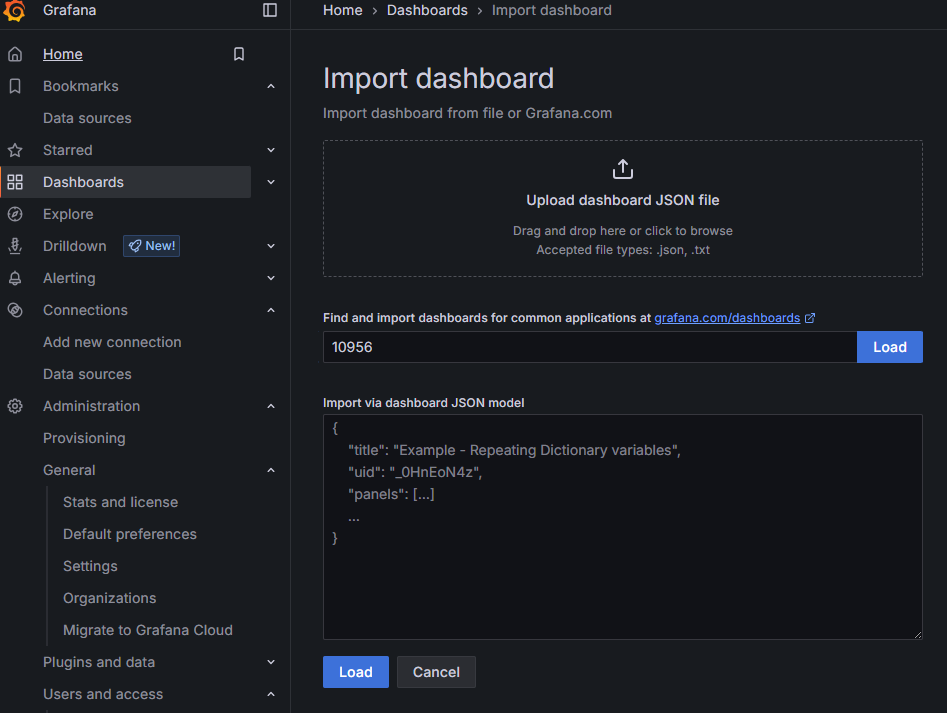 Grafana
Home › Dashboards › Import dashboard
Home
Bookmarks
Data sources
Starred
Dashboards
Explore
Drilldown New!
Alerting
Connections
Add new connection
Data sources
Administration
Provisioning
General
Stats and license
Default preferences
Settings
Organizations
Migrate to Grafana Cloud
Plugins and data
Users and access
Import dashboard
Import dashboard from file or Grafana.com
Upload dashboard JSON file
Drag and drop here or click to browse
Accepted file types: .json, .txt
Find and import dashboards for common applications at grafana.com/dashboards
10956 Load
Import via dashboard JSON model
{
"title": "Example - Repeating Dictionary variables",
"uid": "_0HnEoN4z",
"panels": [...]
...
}
Load Cancel